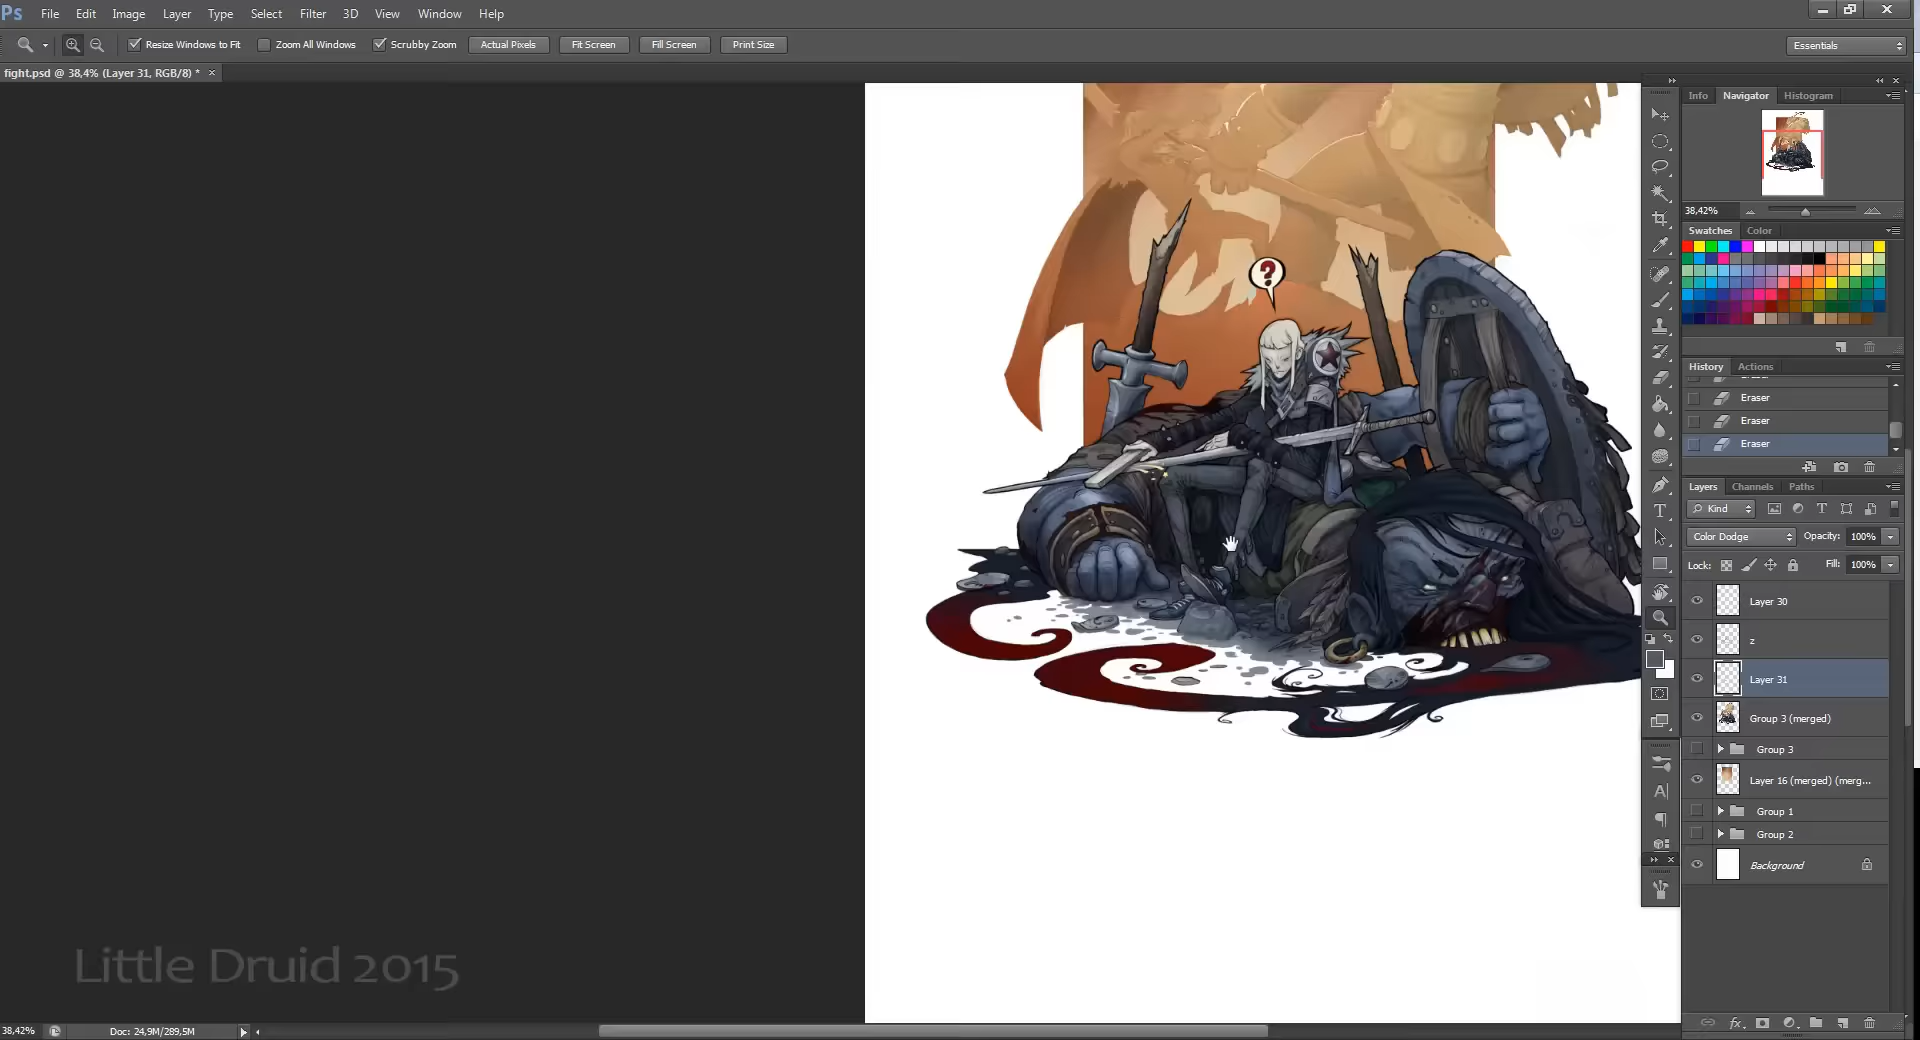 Ps File Edit Image Layer Type Select Filter 3D View Window Help
Resize Windows to Fit Zoom All Windows Scrubby Zoom Actual Pixels Fit Screen Fill Screen Print Size Essentials
fight.psd @ 38,4% (Layer 31, RGB/8) * ×
Info Navigator Histogram
38,42%
Swatches Color
?
History Actions
Eraser
Eraser
Eraser
Layers Channels Paths
Kind
Color Dodge Opacity: 100%
Lock: Fill: 100%
Layer 30
z
Layer 31
Group 3 (merged)
Group 3
Layer 16 (merged) (merg...
Group 1
Group 2
Background
Little Druid 2015
38,42% Doc: 24,9M/289,5M